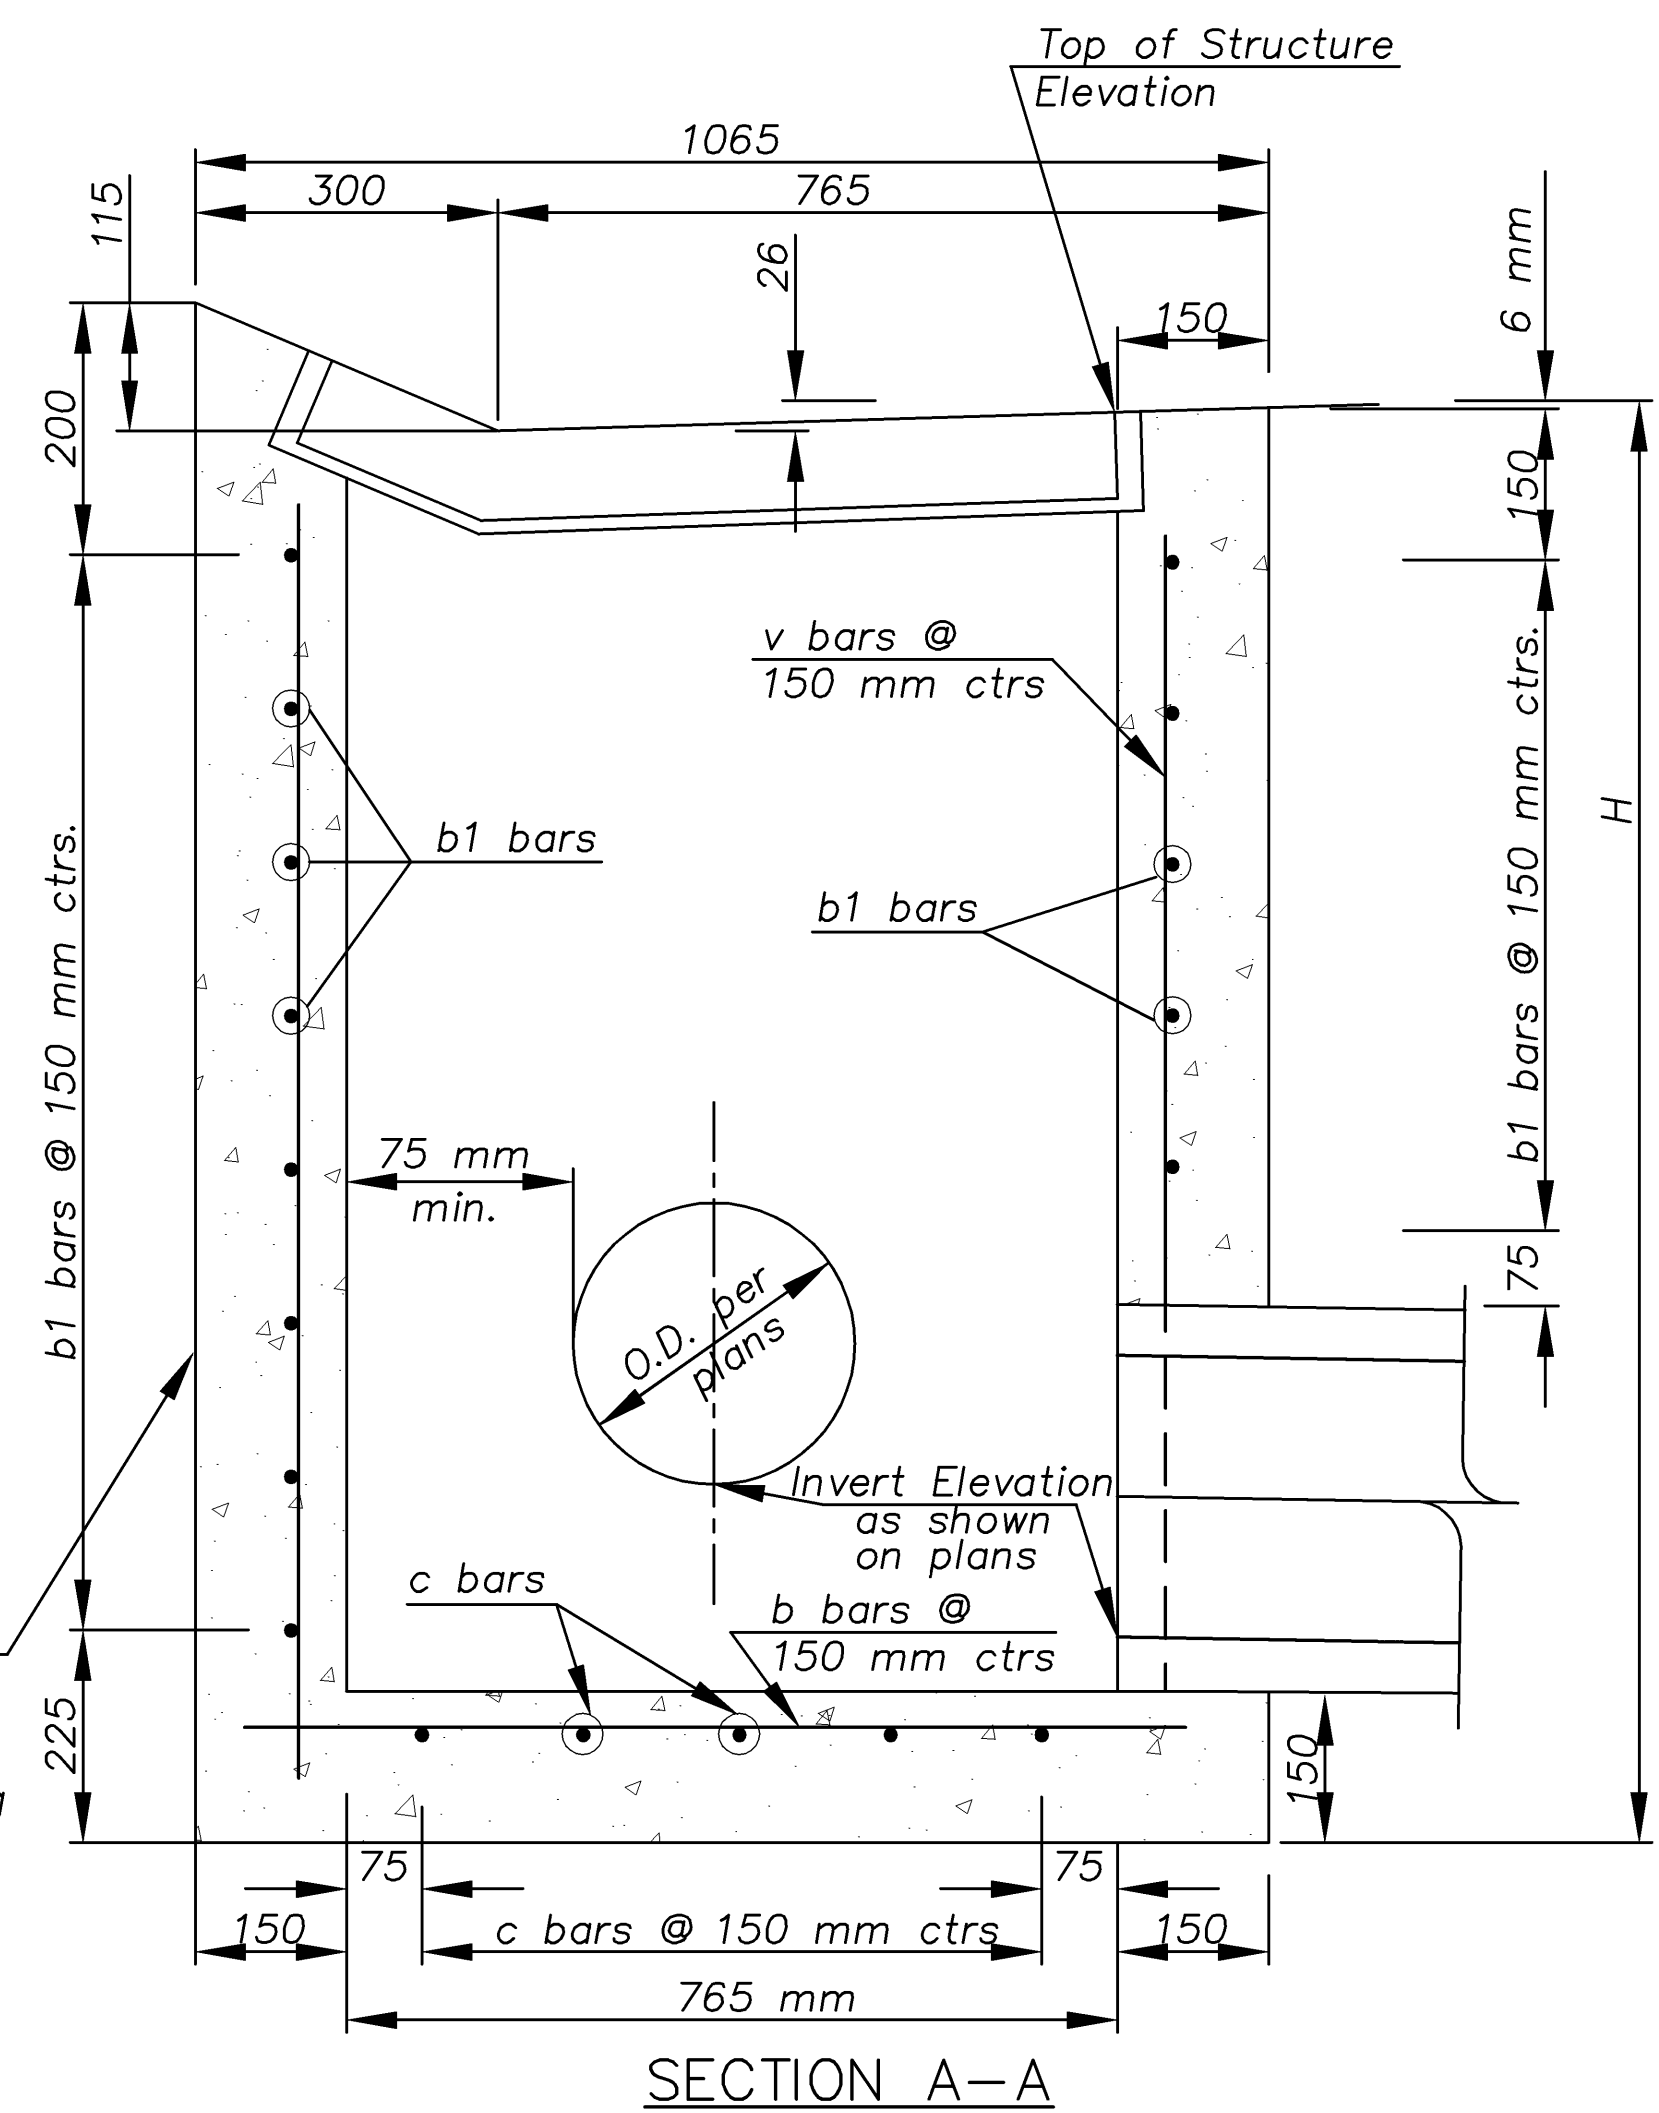 Top of Structure
Elevation
1065
300
765
115
26
6 mm
150
200
150
v bars @
150 mm ctrs
b1 bars @ 150 mm ctrs.
H
b1 bars
b1 bars
b1 bars @ 150 mm ctrs.
75 mm
min.
75
O.D. per
plans
Invert Elevation
as shown
on plans
c bars
b bars @
150 mm ctrs
225
150
75
75
150
c bars @ 150 mm ctrs
150
765 mm
SECTION A-A